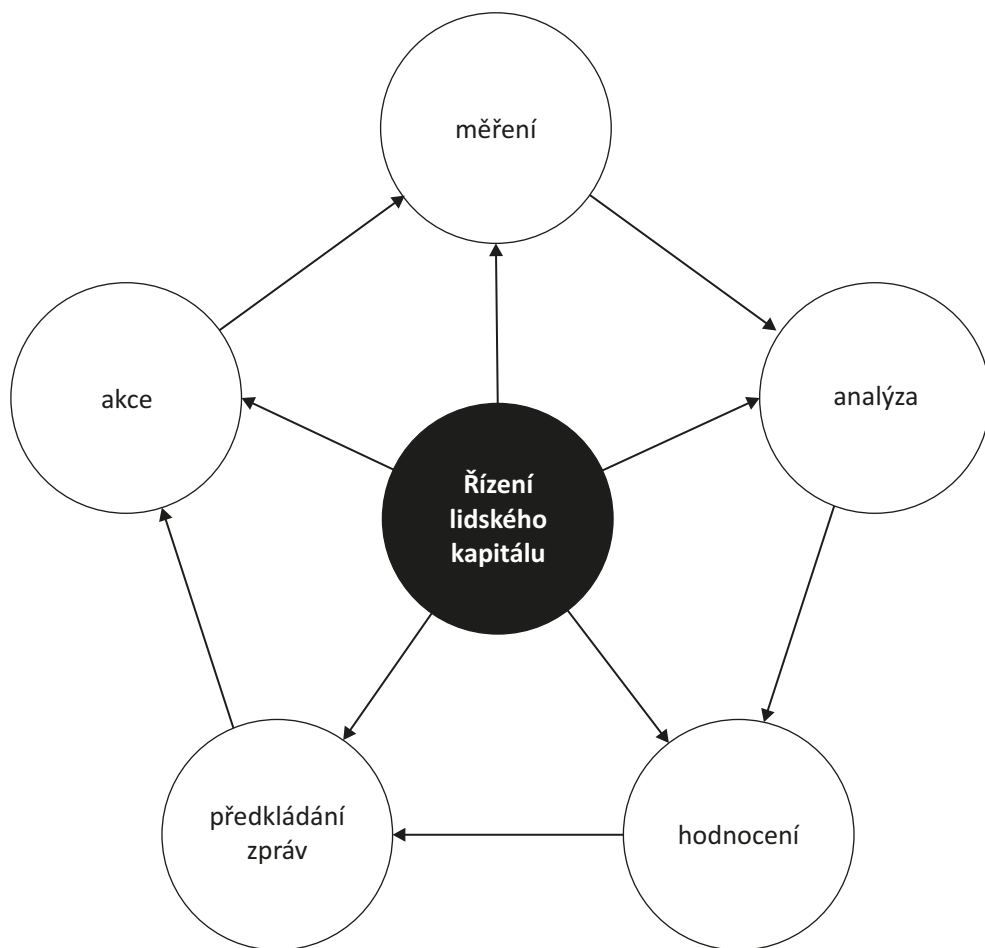 měření
akce
analýza
Řízení
lidského
kapitálu
předkládání
zpráv
hodnocení